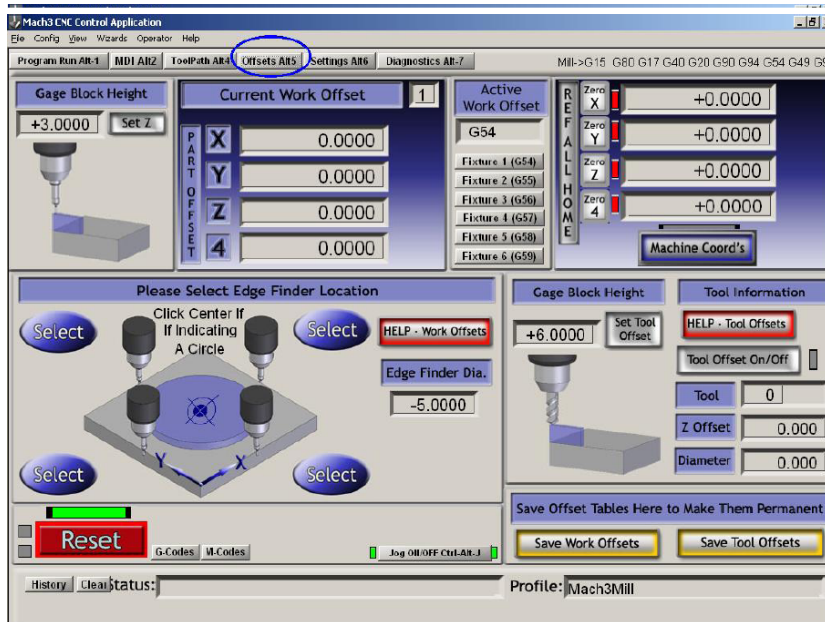 Mach3 CNC Control Application
File Config View Wizards Operator Help
Program Run Alt-1 MDI Alt2 ToolPath Alt4 Offsets Alt5 Settings Alt6 Diagnostics Alt-7 Mill->G15 G80 G17 G40 G20 G90 G94 G54 G49
Gage Block Height
+3.0000 Set Z
Current Work Offset 1
PART OFFSET
X 0.0000
Y 0.0000
Z 0.0000
4 0.0000
Active
Work Offset
G54
Fixture 1 (G54)
Fixture 2 (G55)
Fixture 3 (G56)
Fixture 4 (G57)
Fixture 5 (G58)
Fixture 6 (G59)
REF ALL HOME
Zero X +0.0000
Zero Y +0.0000
Zero Z +0.0000
Zero 4 +0.0000
Machine Coord's
Please Select Edge Finder Location
Click Center If
If Indicating
A Circle
Select
Select
Select
Select
Y X
HELP - Work Offsets
Edge Finder Dia.
-5.0000
Gage Block Height
+6.0000 Set Tool
Offset
Tool Information
HELP - Tool Offsets
Tool Offset On/Off
Tool 0
Z Offset 0.000
Diameter 0.000
Save Offset Tables Here to Make Them Permanent
Save Work Offsets Save Tool Offsets
Reset
G-Codes M-Codes
Jog ON/OFF Ctrl-Alt-J
History Clear Status:
Profile: Mach3Mill